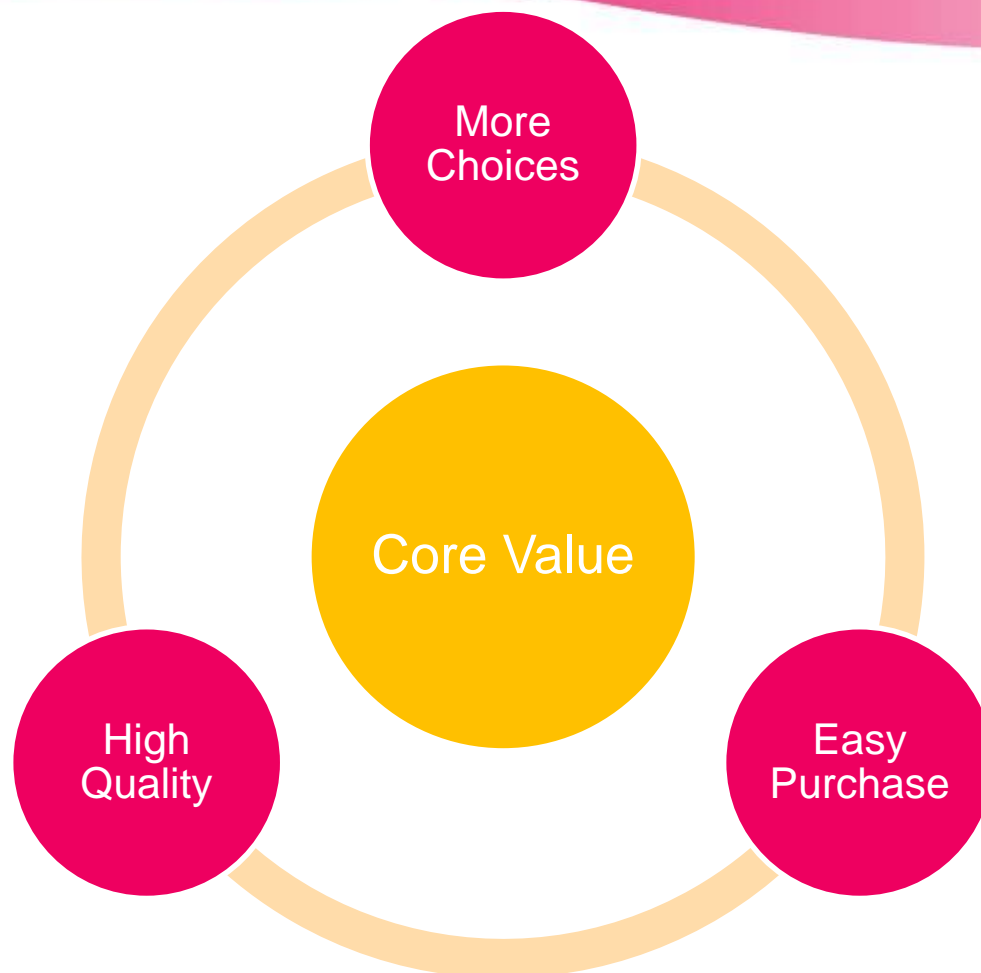 More
Choices
Core Value
High
Quality
Easy
Purchase